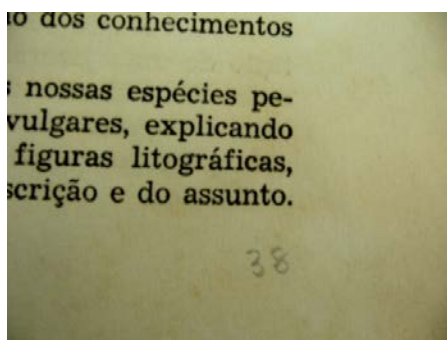 dos conhecimentos
nossas espécies pe-
vulgares, explicando
figuras litográficas,
scrição e do assunto.
38